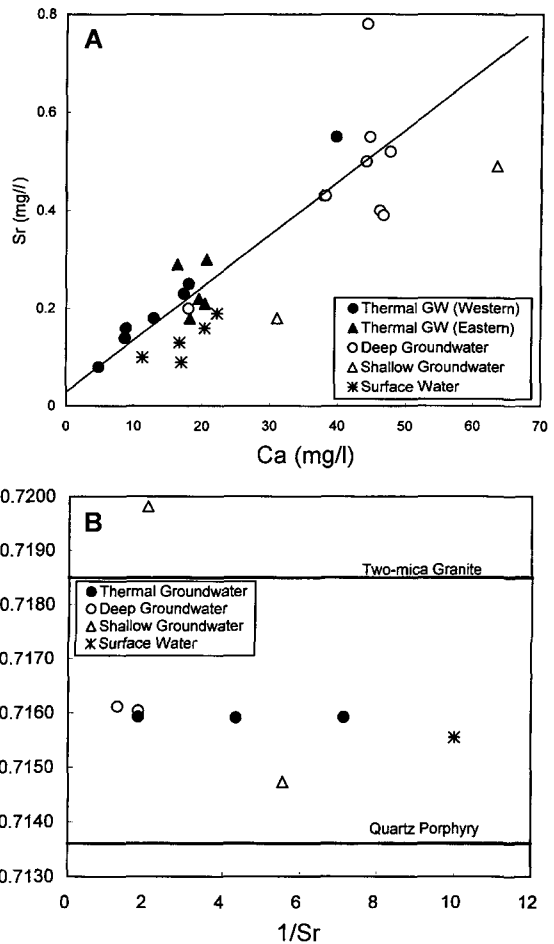 A
0.8
0.6
0.4
0.2
0
Sr (mg//)
Thermal GW (Western)
Thermal GW (Eastern)
Deep Groundwater
Shallow Groundwater
Surface Water
0 10 20 30 40 50 60 70
Ca (mg/l)
B
0.7200
0.7190
0.7180
0.7170
0.7160
0.7150
0.7140
0.7130
Two-mica Granite
Thermal Groundwater
Deep Groundwater
Shallow Groundwater
Surface Water
Quartz Porphyry
0 2 4 6 8 10 12
1/Sr